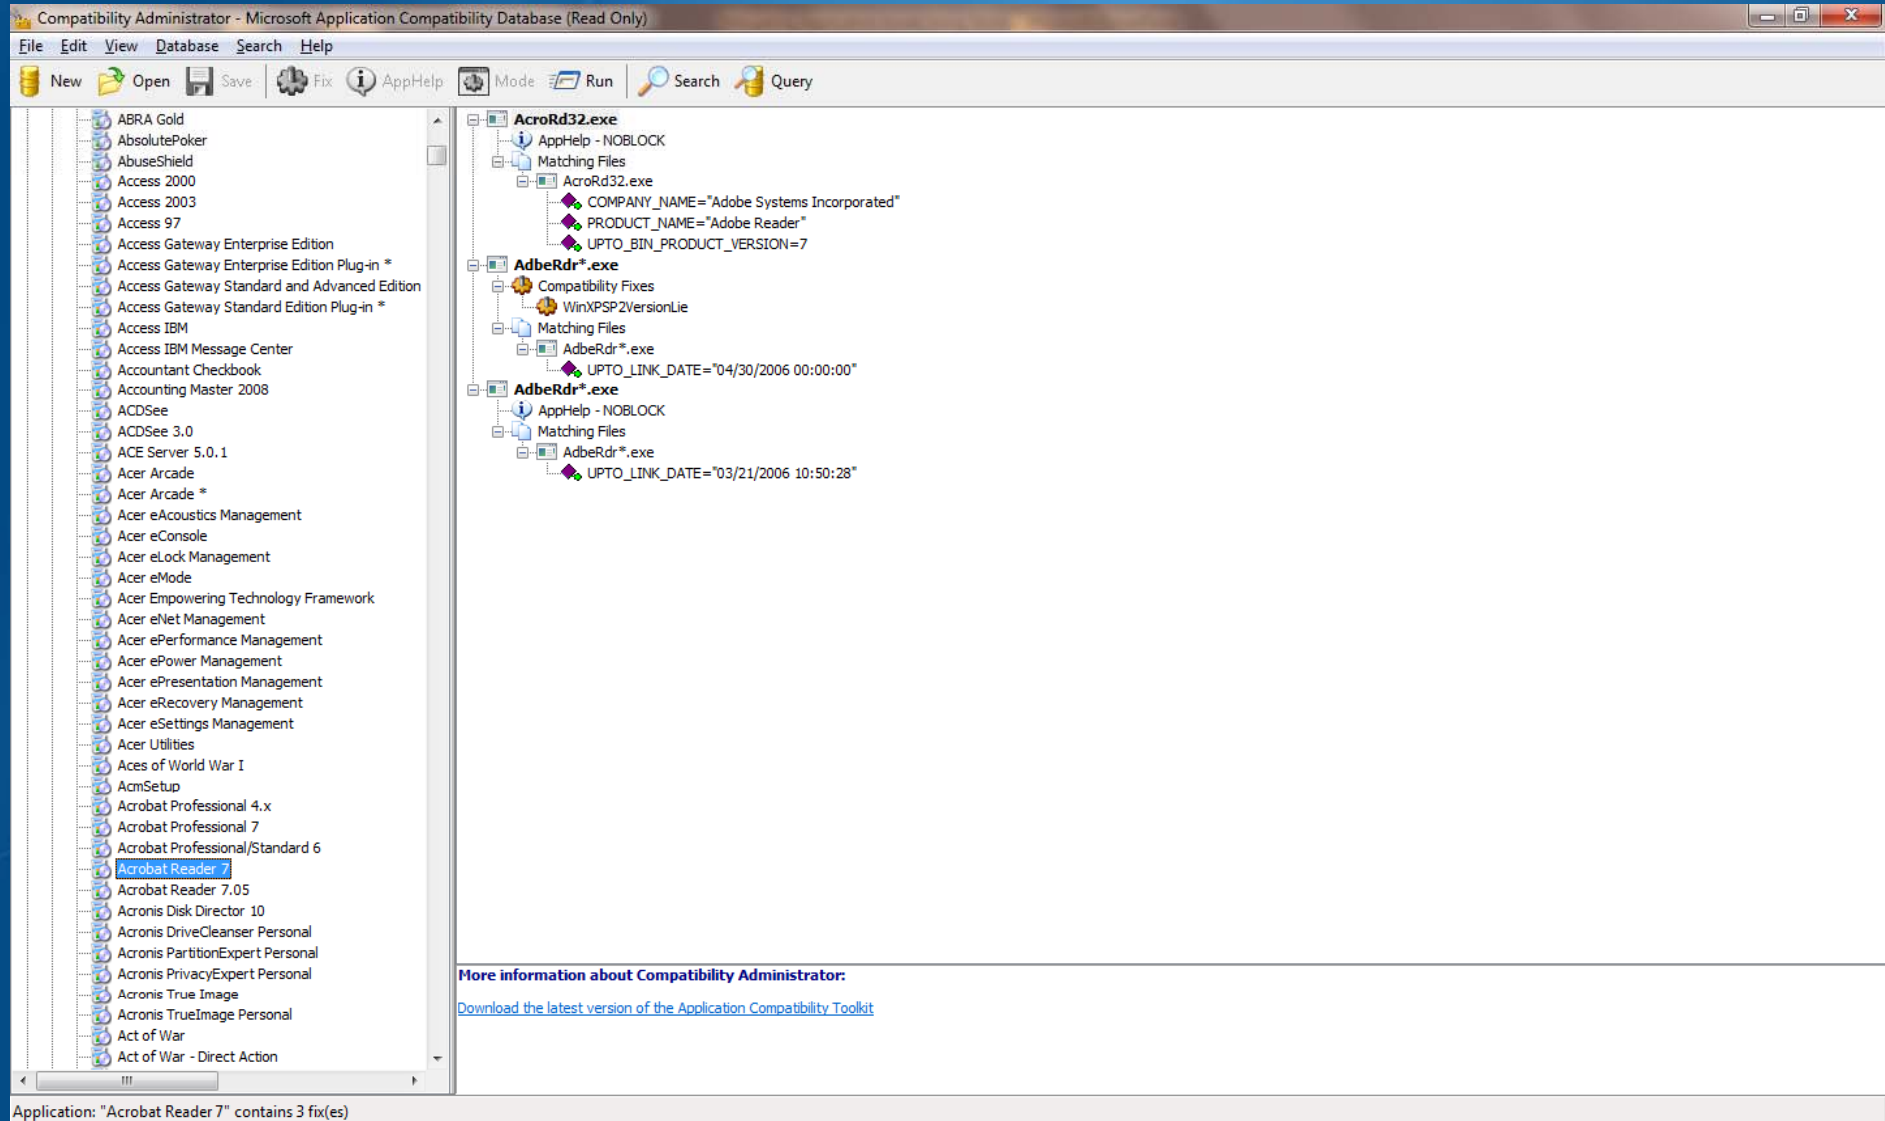 Compatibility Administrator - Microsoft Application Compatibility Database (Read Only)
File Edit View Database Search Help
New Open Save Fix AppHelp Mode Run Search Query
ABRA Gold
AbsolutePoker
AbuseShield
Access 2000
Access 2003
Access 97
Access Gateway Enterprise Edition
Access Gateway Enterprise Edition Plug-in *
Access Gateway Standard and Advanced Edition
Access Gateway Standard Edition Plug-in *
Access IBM
Access IBM Message Center
Accountant Checkbook
Accounting Master 2008
ACDSee
ACDSee 3.0
ACE Server 5.0.1
Acer Arcade
Acer Arcade *
Acer eAcoustics Management
Acer eConsole
Acer eLock Management
Acer eMode
Acer Empowering Technology Framework
Acer eNet Management
Acer ePerformance Management
Acer ePower Management
Acer ePresentation Management
Acer eRecovery Management
Acer eSettings Management
Acer Utilities
Aces of World War I
AcmSetup
Acrobat Professional 4.x
Acrobat Professional 7
Acrobat Professional/Standard 6
Acrobat Reader 7
Acrobat Reader 7.05
Acronis Disk Director 10
Acronis DriveCleanser Personal
Acronis PartitionExpert Personal
Acronis PrivacyExpert Personal
Acronis True Image
Acronis TrueImage Personal
Act of War
Act of War - Direct Action
AcroRd32.exe
AppHelp - NOBLOCK
Matching Files
AcroRd32.exe
COMPANY_NAME="Adobe Systems Incorporated"
PRODUCT_NAME="Adobe Reader"
UPTO_BIN_PRODUCT_VERSION=7
AdbeRdr*.exe
Compatibility Fixes
WinXPSP2VersionLie
Matching Files
AdbeRdr*.exe
UPTO_LINK_DATE="04/30/2006 00:00:00"
AdbeRdr*.exe
AppHelp - NOBLOCK
Matching Files
AdbeRdr*.exe
UPTO_LINK_DATE="03/21/2006 10:50:28"
More information about Compatibility Administrator:
Download the latest version of the Application Compatibility Toolkit
Application: "Acrobat Reader 7" contains 3 fix(es)